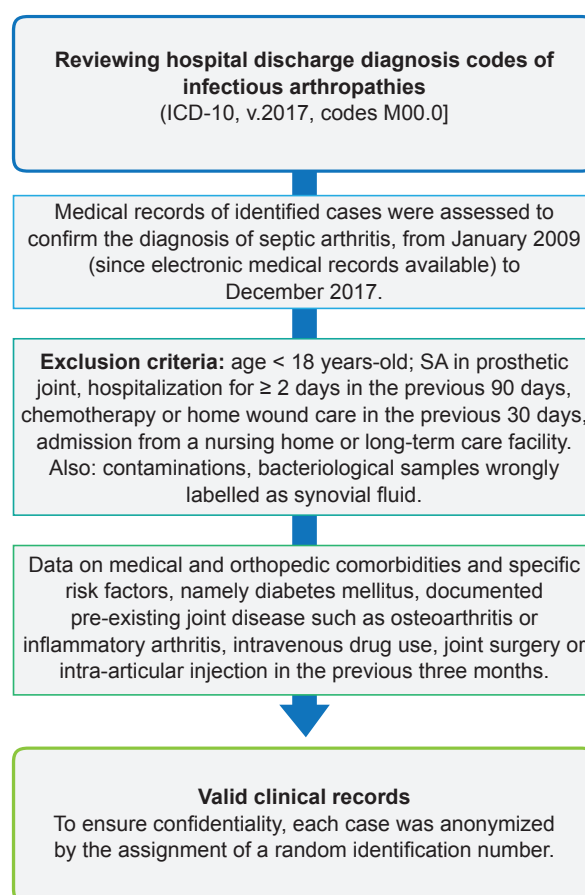 Reviewing hospital discharge diagnosis codes of
infectious arthropathies
(ICD-10, v.2017, codes M00.0]
Medical records of identified cases were assessed to
confirm the diagnosis of septic arthritis, from January 2009
(since electronic medical records available) to
December 2017.
Exclusion criteria: age < 18 years-old; SA in prosthetic
joint, hospitalization for ≥ 2 days in the previous 90 days,
chemotherapy or home wound care in the previous 30 days,
admission from a nursing home or long-term care facility.
Also: contaminations, bacteriological samples wrongly
labelled as synovial fluid.
Data on medical and orthopedic comorbidities and specific
risk factors, namely diabetes mellitus, documented
pre-existing joint disease such as osteoarthritis or
inflammatory arthritis, intravenous drug use, joint surgery or
intra-articular injection in the previous three months.
Valid clinical records
To ensure confidentiality, each case was anonymized
by the assignment of a random identification number.